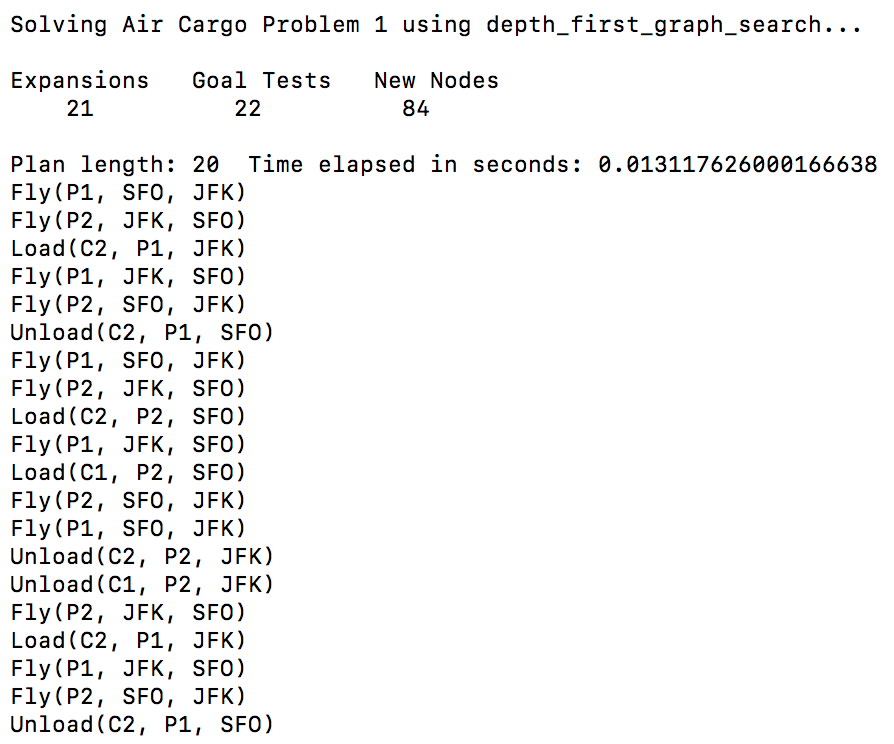 Solving Air Cargo Problem 1 using depth_first_graph_search...
Expansions   Goal Tests   New Nodes
21          22          84
Plan length: 20  Time elapsed in seconds: 0.013117626000166638
Fly(P1, SFO, JFK)
Fly(P2, JFK, SFO)
Load(C2, P1, JFK)
Fly(P1, JFK, SFO)
Fly(P2, SFO, JFK)
Unload(C2, P1, SFO)
Fly(P1, SFO, JFK)
Fly(P2, JFK, SFO)
Load(C2, P2, SFO)
Fly(P1, JFK, SFO)
Load(C1, P2, SFO)
Fly(P2, SFO, JFK)
Fly(P1, SFO, JFK)
Unload(C2, P2, JFK)
Unload(C1, P2, JFK)
Fly(P2, JFK, SFO)
Load(C2, P1, JFK)
Fly(P1, JFK, SFO)
Fly(P2, SFO, JFK)
Unload(C2, P1, SFO)